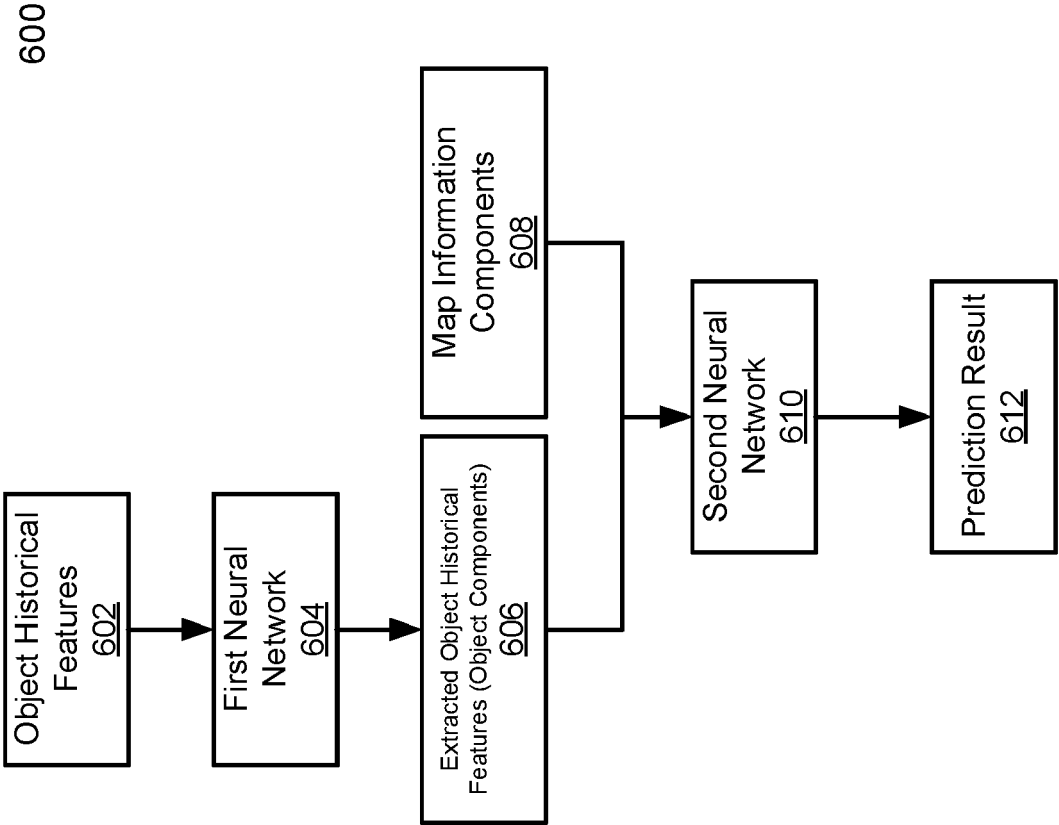 600
Object Historical
Features
602
First Neural
Network
604
Extracted Object Historical
Features (Object Components)
606
Map Information
Components
608
Second Neural
Network
610
Prediction Result
612